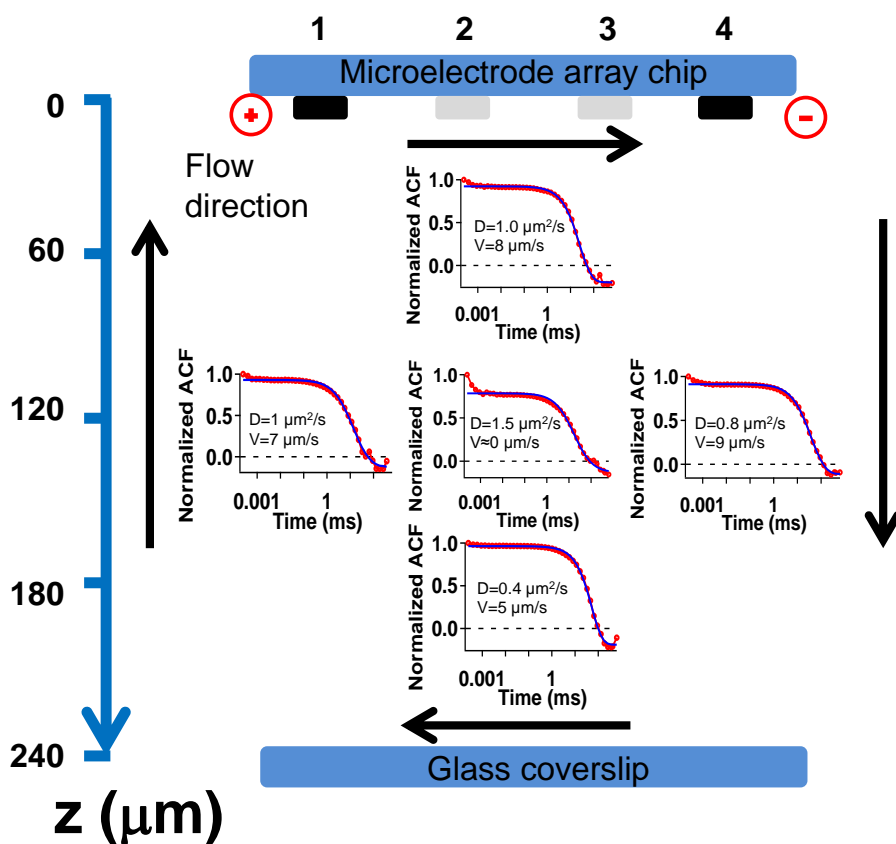 1 2 3 4
Microelectrode array chip
0
+ -
Flow
direction
60
120
180
240
z (μm)
Normalized ACF
1.0
0.5
0.0
D=1.0 μm²/s
V=8 μm/s
0.001 1
Time (ms)
Normalized ACF
1.0
0.5
0.0
D=1 μm²/s
V=7 μm/s
0.001 1
Time (ms)
Normalized ACF
1.0
0.5
0.0
D=1.5 μm²/s
V≈0 μm/s
0.001 1
Time (ms)
Normalized ACF
1.0
0.5
0.0
D=0.8 μm²/s
V=9 μm/s
0.001 1
Time (ms)
Normalized ACF
1.0
0.5
0.0
D=0.4 μm²/s
V=5 μm/s
0.001 1
Time (ms)
Glass coverslip